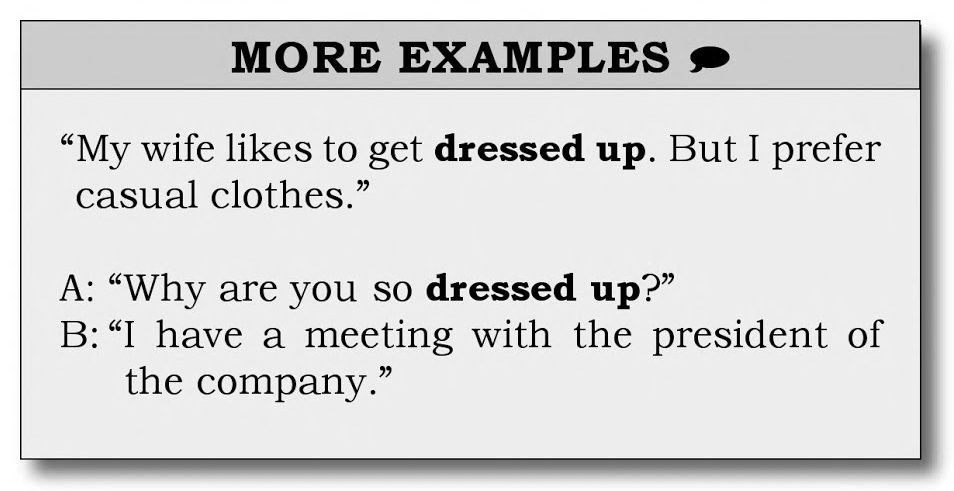 MORE EXAMPLES
“My wife likes to get dressed up. But I prefer
casual clothes.”
A: “Why are you so dressed up?”
B: “I have a meeting with the president of
the company.”